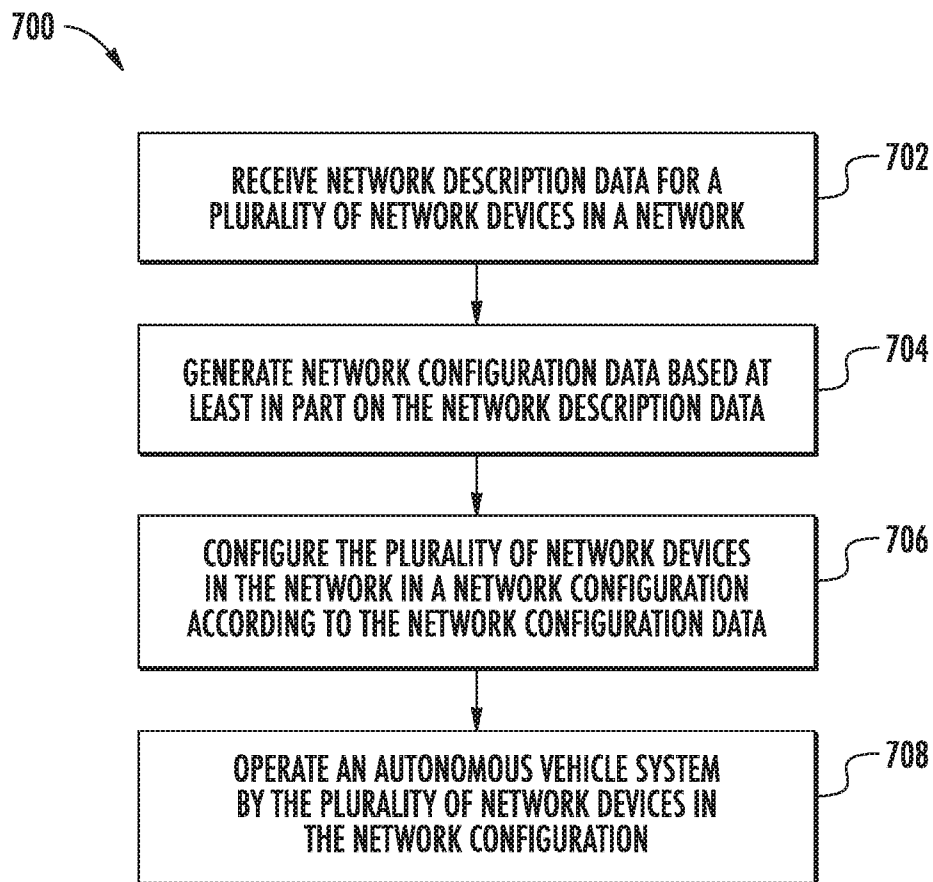 700
RECEIVE NETWORK DESCRIPTION DATA FOR A
PLURALITY OF NETWORK DEVICES IN A NETWORK
702
GENERATE NETWORK CONFIGURATION DATA BASED AT
LEAST IN PART ON THE NETWORK DESCRIPTION DATA
704
CONFIGURE THE PLURALITY OF NETWORK DEVICES
IN THE NETWORK IN A NETWORK CONFIGURATION
ACCORDING TO THE NETWORK CONFIGURATION DATA
706
OPERATE AN AUTONOMOUS VEHICLE SYSTEM
BY THE PLURALITY OF NETWORK DEVICES IN
THE NETWORK CONFIGURATION
708